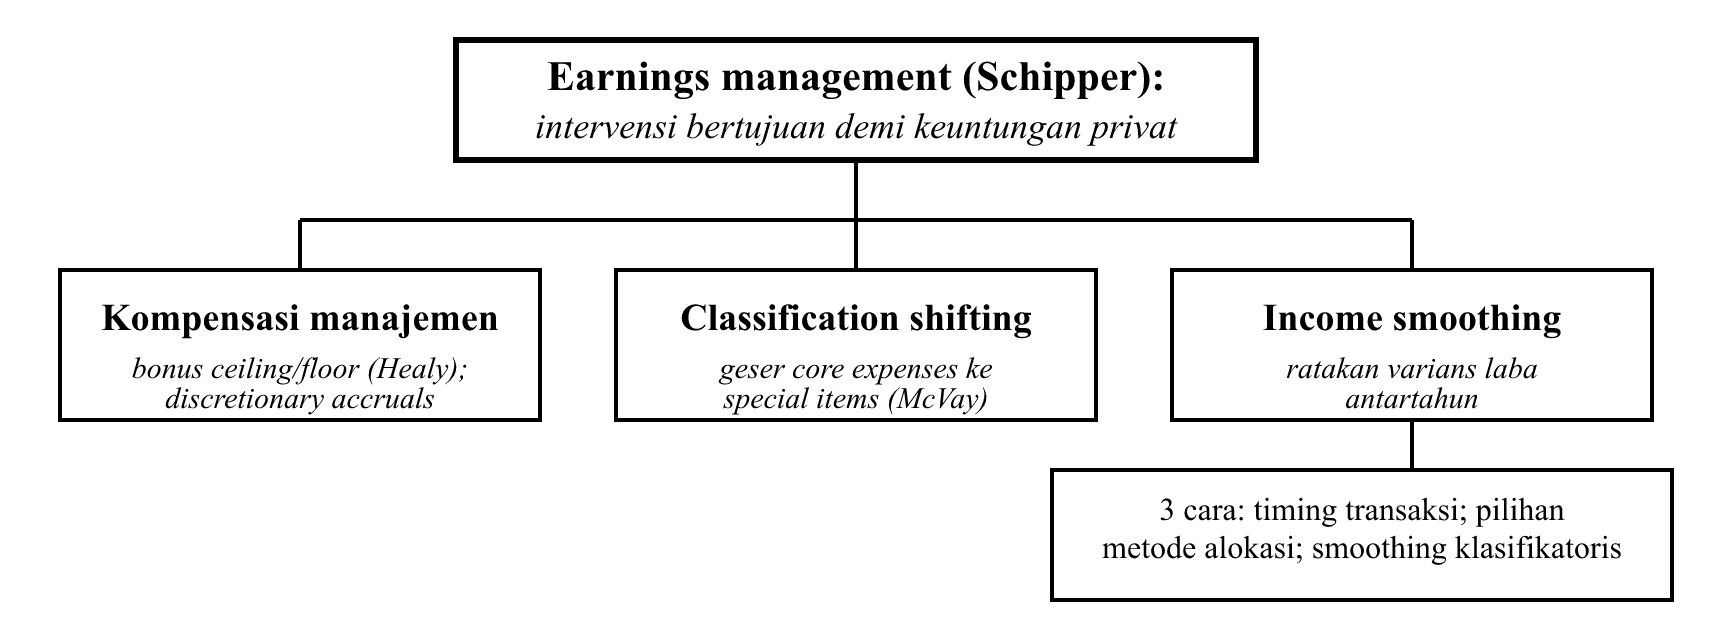 Earnings management (Schipper):
intervensi bertujuan demi keuntungan privat
Kompensasi manajemen
bonus ceiling/floor (Healy);
discretionary accruals
Classification shifting
geser core expenses ke
special items (McVay)
Income smoothing
ratakan varians laba
antartahun
3 cara: timing transaksi; pilihan
metode alokasi; smoothing klasifikatoris